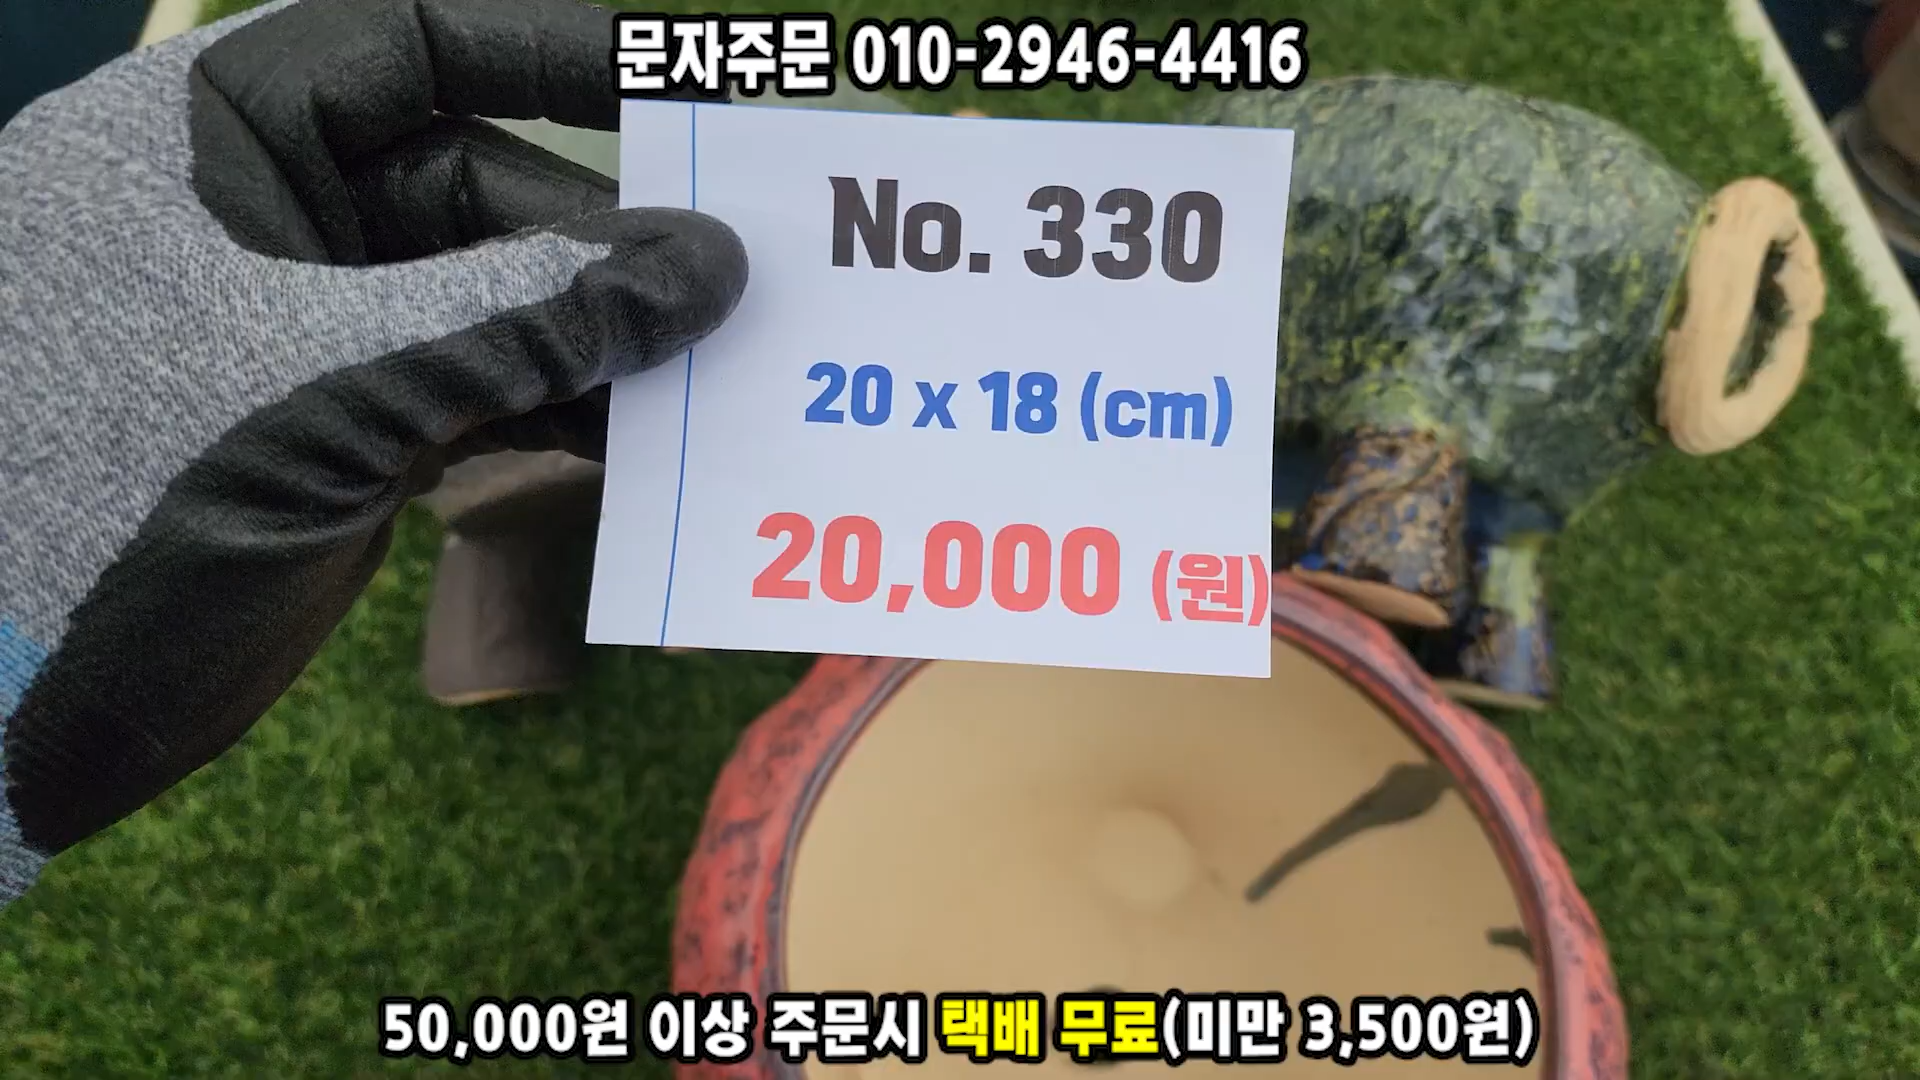 문자주문 010-2946-4416
No. 330
20 x 18 (cm)
20,000 (원)
50,000원 이상 주문시 택배 무료(미만 3,500원)